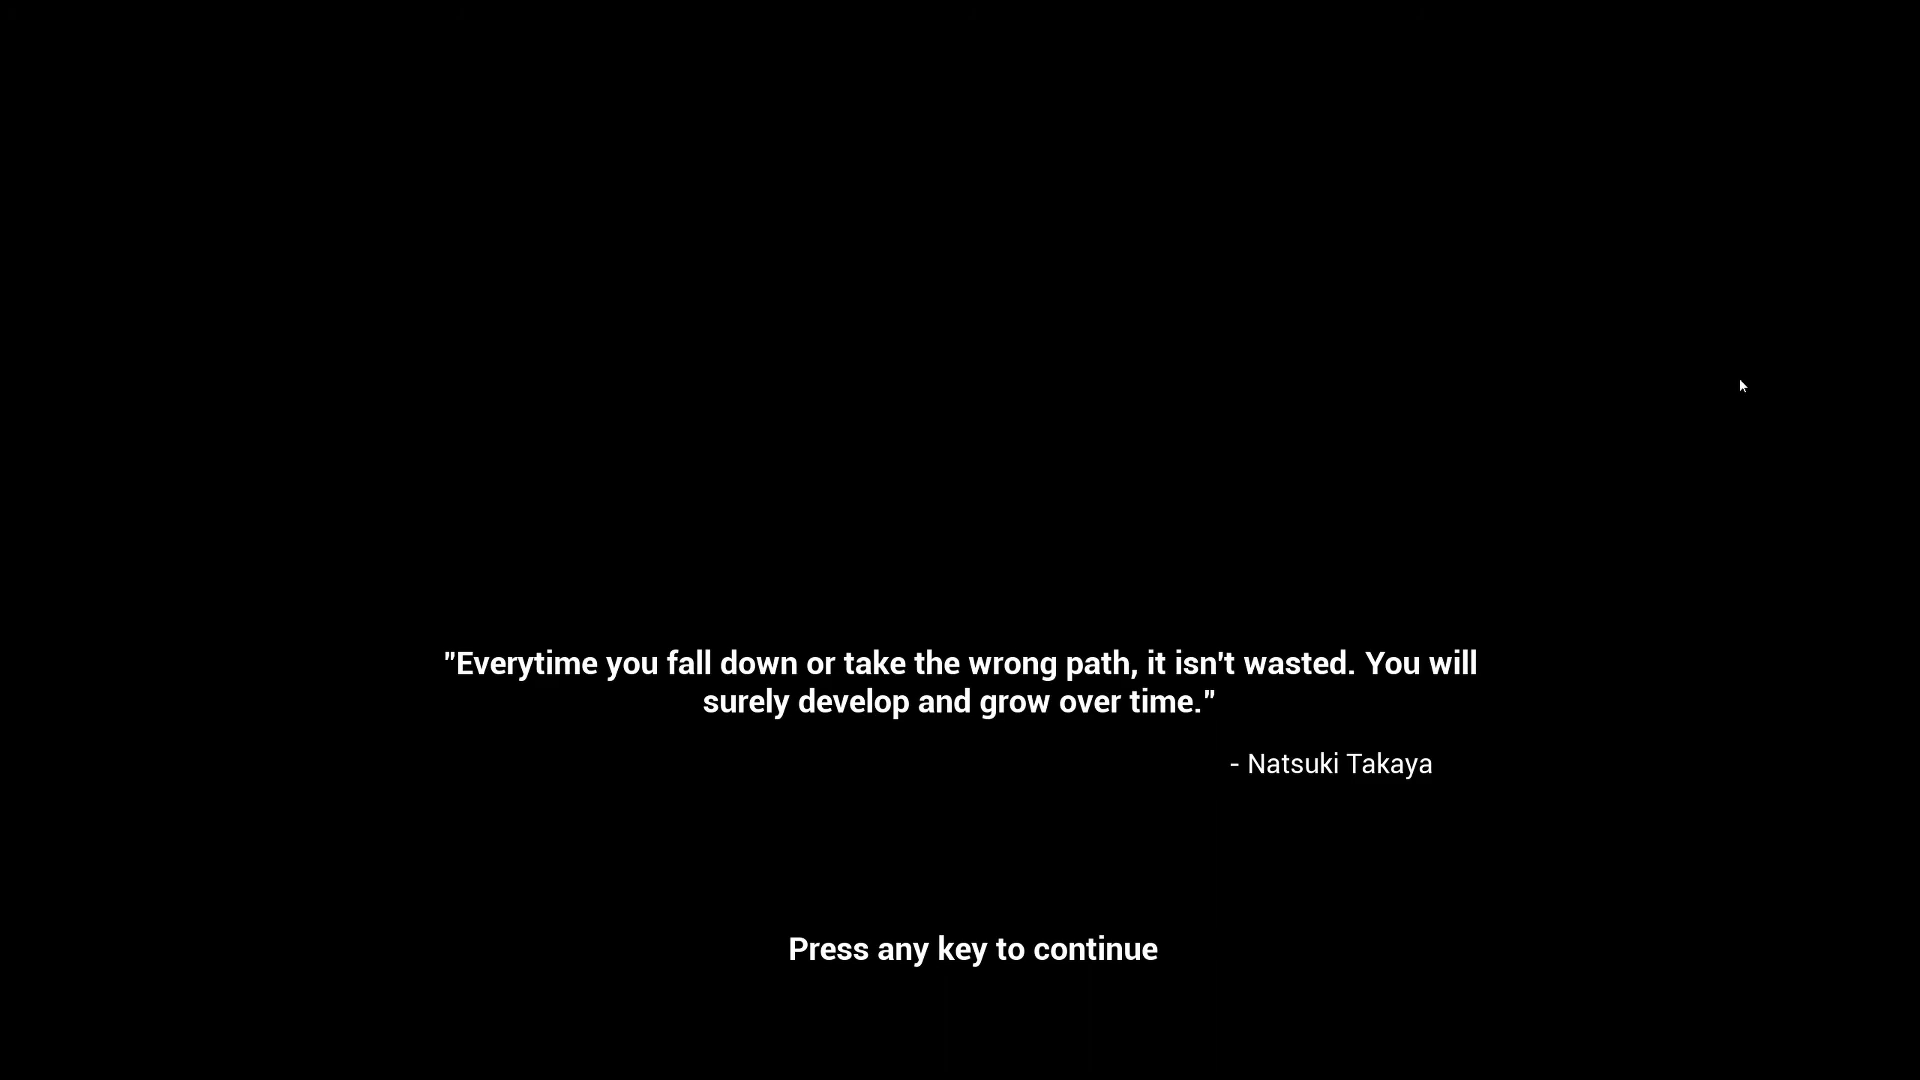 "Everytime you fall down or take the wrong path, it isn't wasted. You will
surely develop and grow over time."
- Natsuki Takaya
Press any key to continue